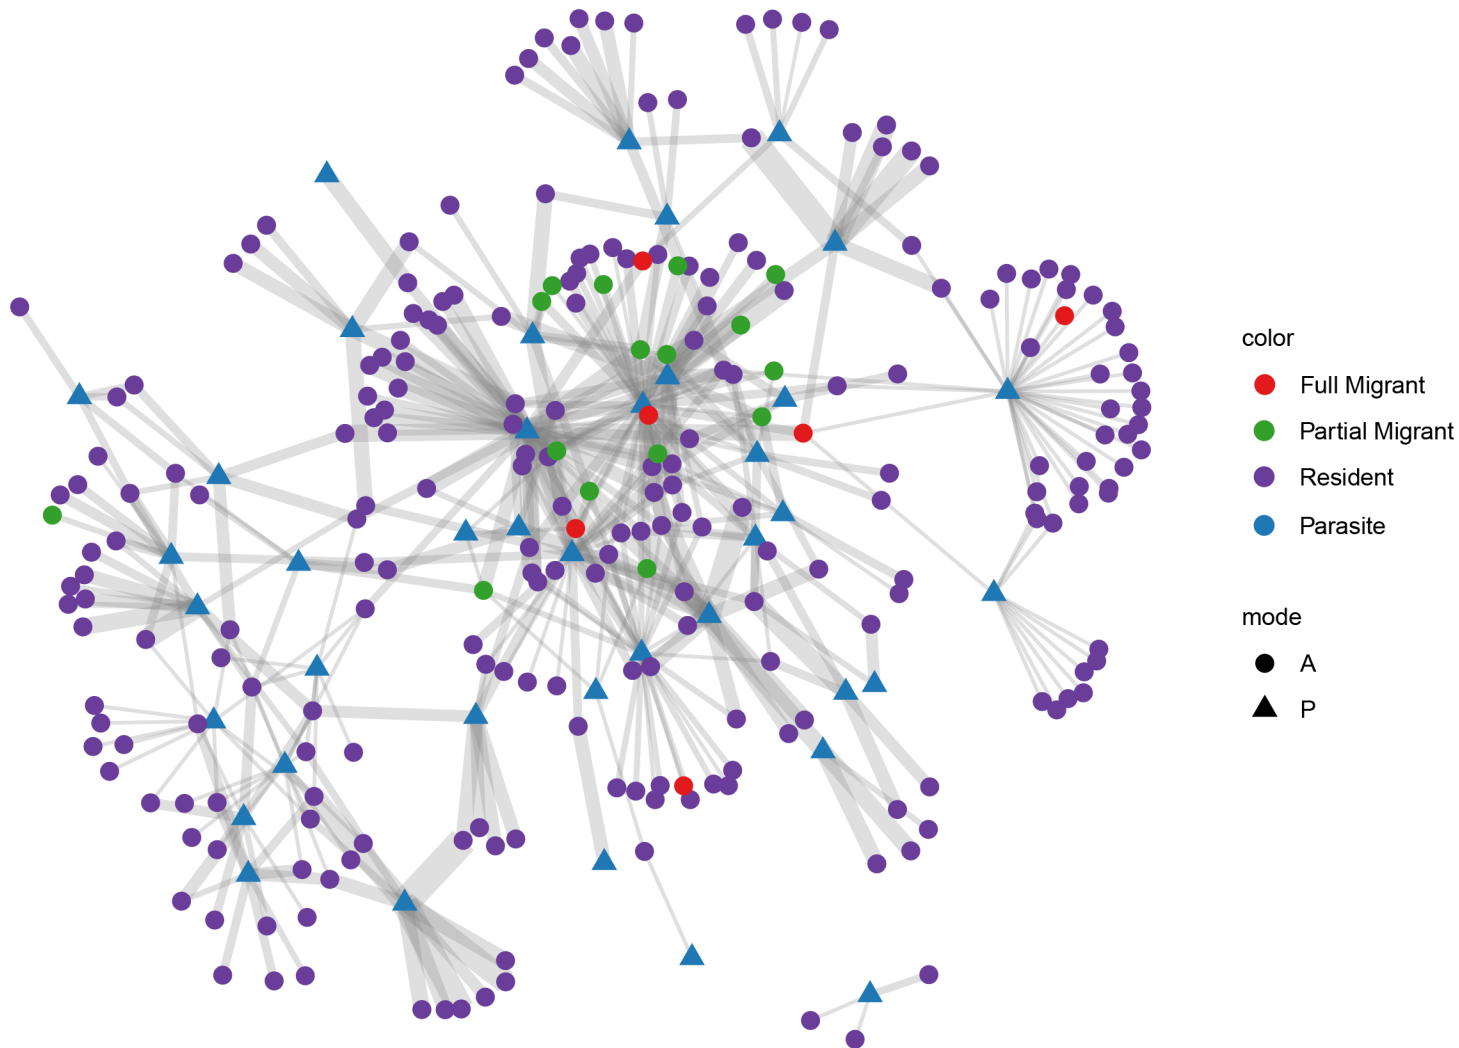 color
Full Migrant
Partial Migrant
Resident
Parasite
mode
A
P